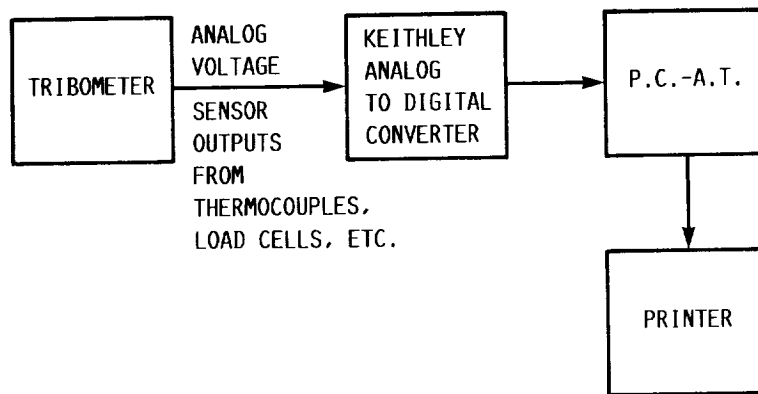 TRIBOMETER
ANALOG
VOLTAGE
SENSOR
OUTPUTS
FROM
THERMOCOUPLES,
LOAD CELLS, ETC.
KEITHLEY
ANALOG
TO DIGITAL
CONVERTER
P.C.-A.T.
PRINTER